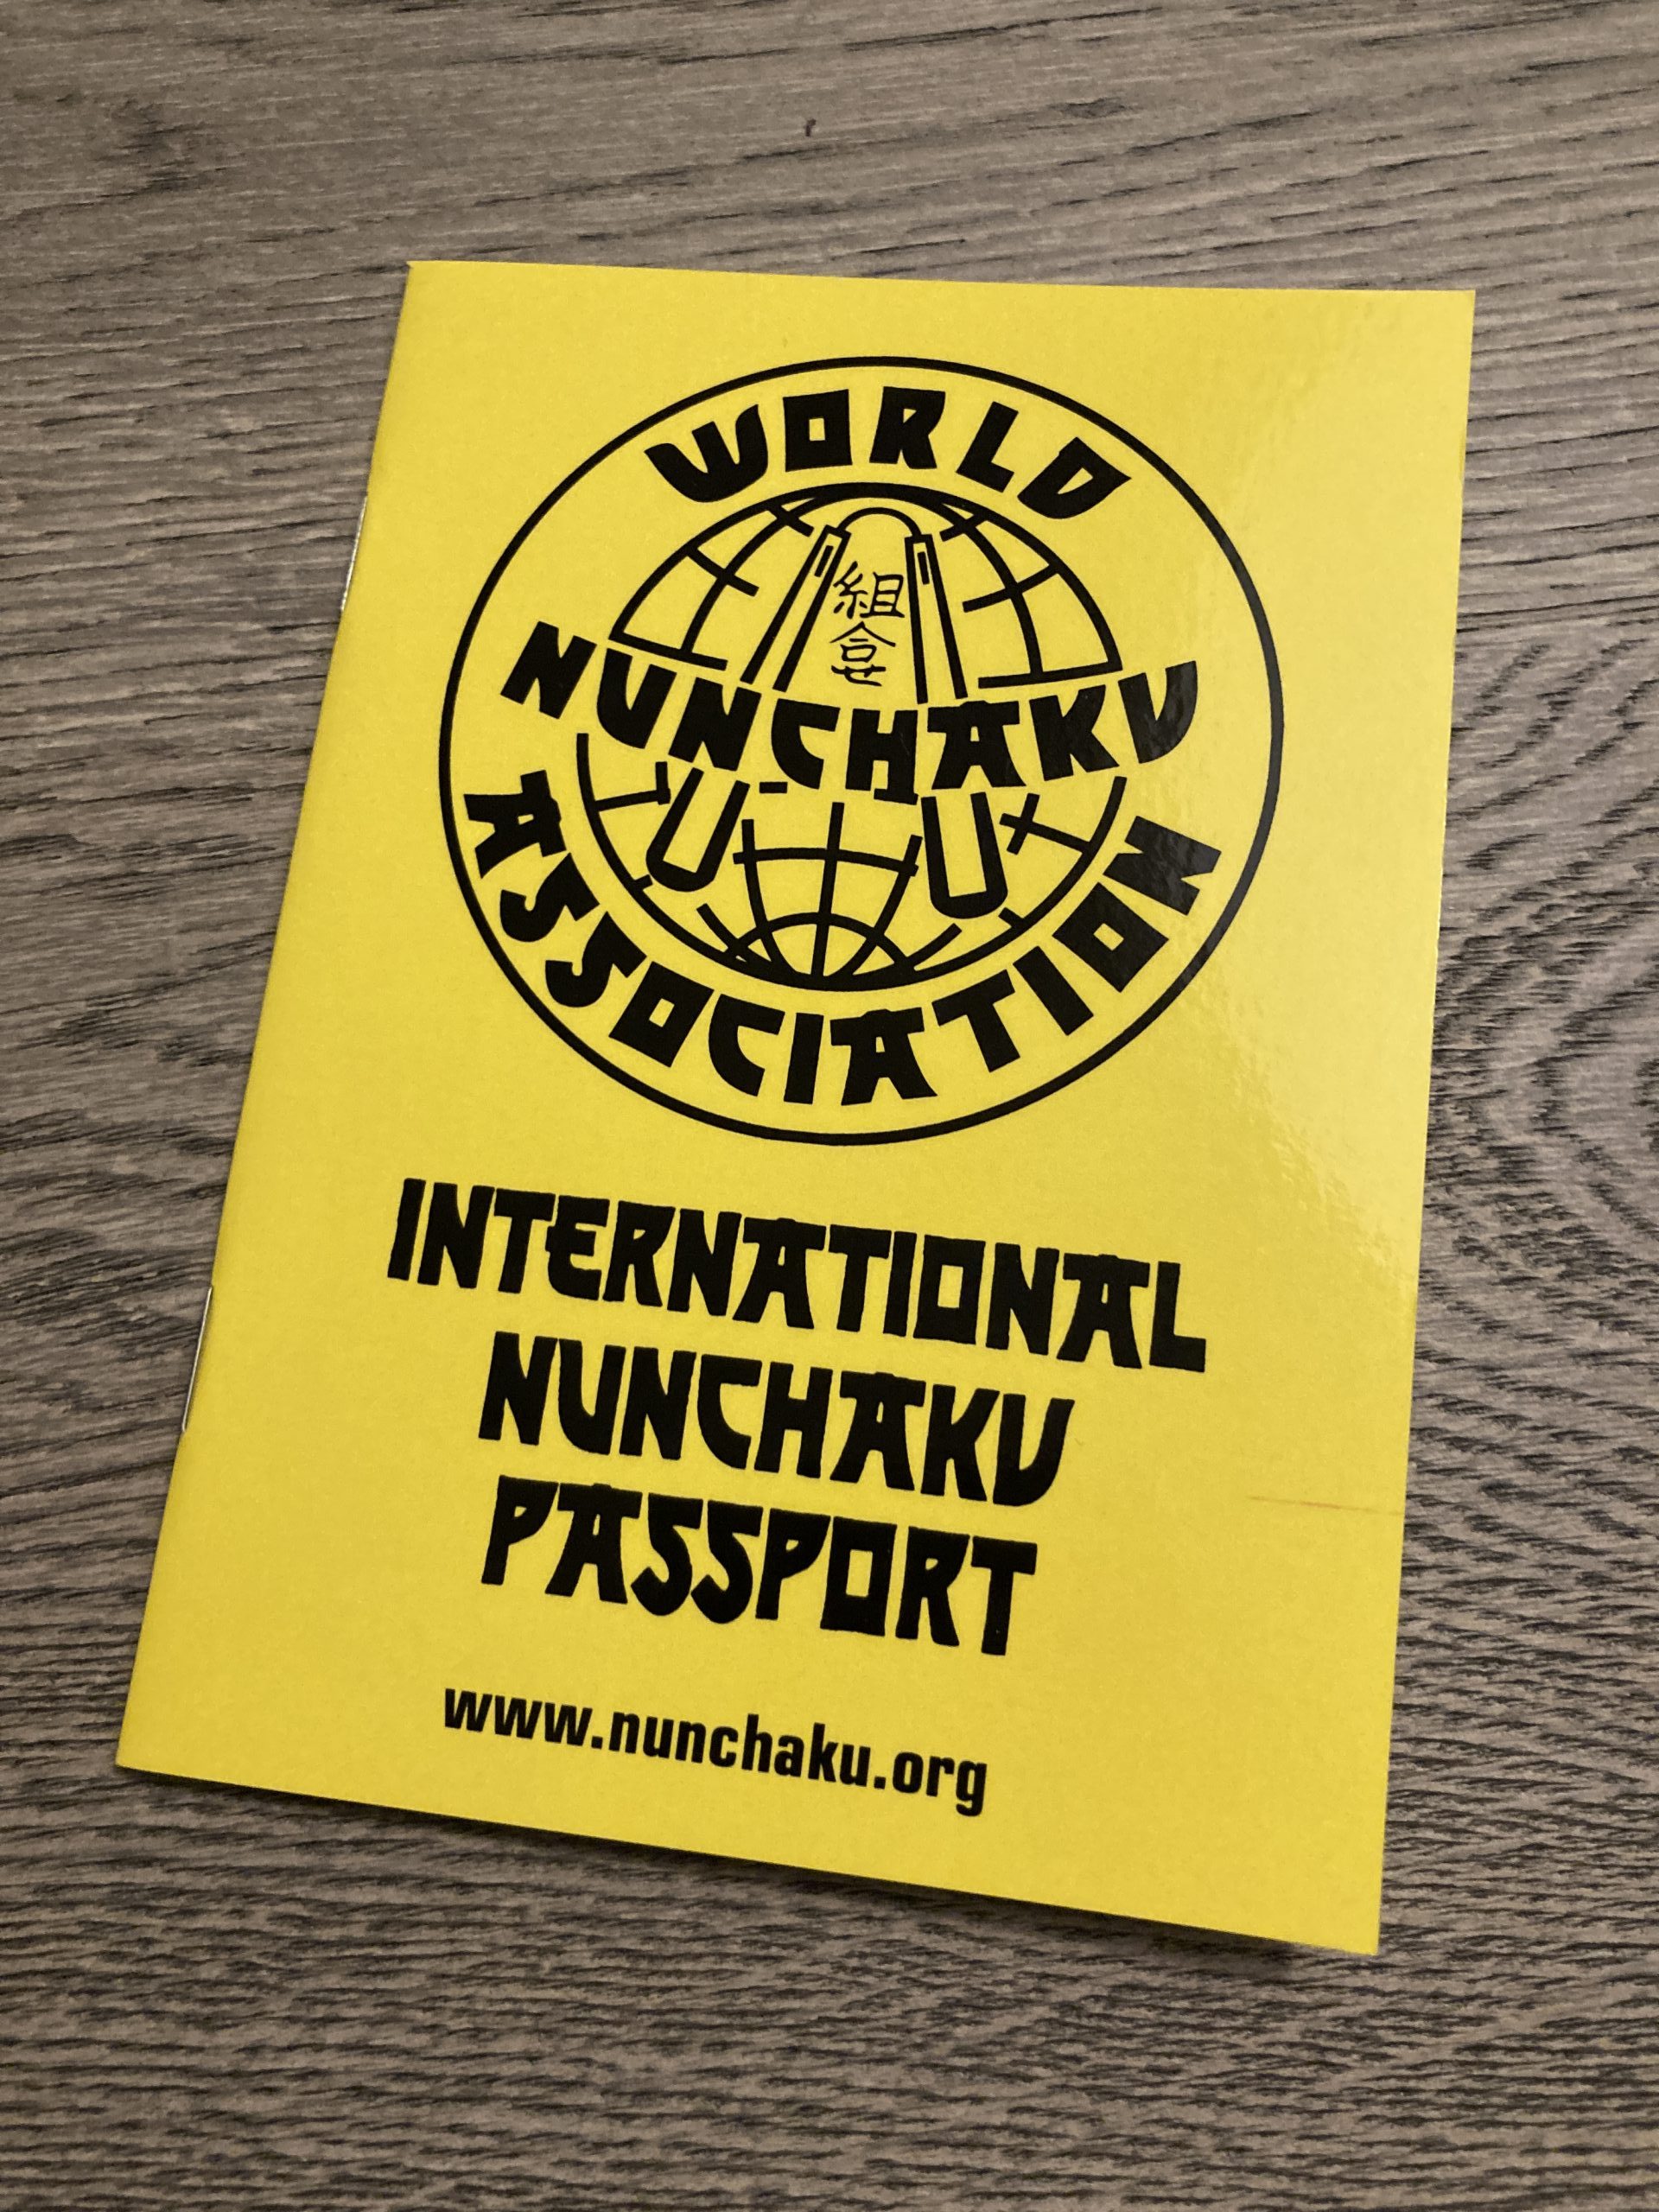 WORLD
組
合せ
NUNCHAKU
ASSOCIATION
INTERNATIONAL
NUNCHAKU
PASSPORT
www.nunchaku.org